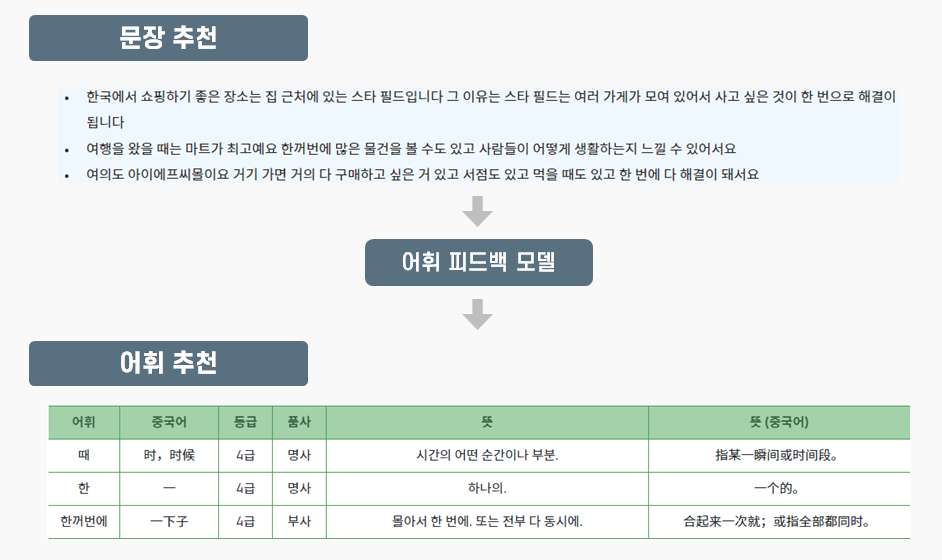 문장 추천
• 한국에서 쇼핑하기 좋은 장소는 집 근처에 있는 스타 필드입니다 그 이유는 스타 필드는 여러 가게가 모여 있어서 사고 싶은 것이 한 번으로 해결이
됩니다
• 여행을 왔을 때는 마트가 최고예요 한꺼번에 많은 물건을 볼 수도 있고 사람들이 어떻게 생활하는지 느낄 수 있어서요
• 여의도 아이에프씨몰이요 거기 가면 거의 다 구매하고 싶은 거 있고 서점도 있고 먹을 때도 있고 한 번에 다 해결이 돼서요
어휘 피드백 모델
어휘 추천
어휘 중국어 등급 품사 뜻 뜻 (중국어)
때 时，时候 4급 명사 시간의 어떤 순간이나 부분. 指某一瞬间或时间段。
한 一 4급 명사 하나의. 一个的。
한꺼번에 一下子 4급 부사 몰아서 한 번에. 또는 전부 다 동시에. 合起来一次就；或指全部都同时。